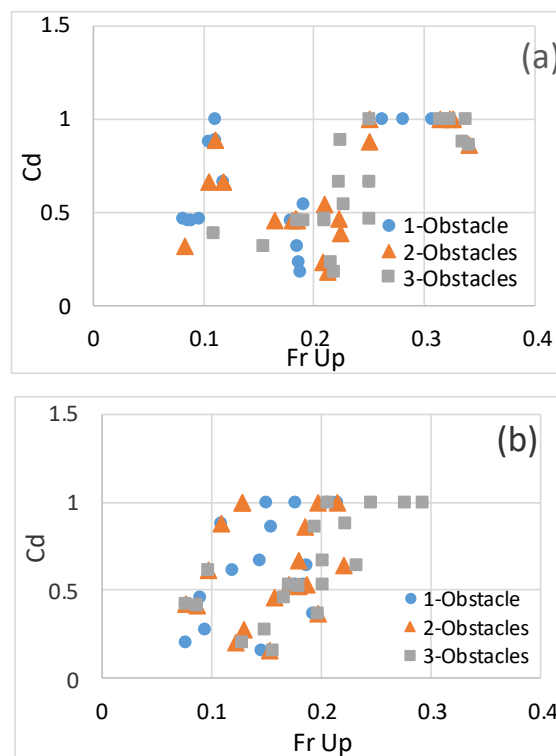 (a)
1.5
1
0.5
0
Cd
0 0.1 0.2 0.3 0.4
Fr Up
1-Obstacle
2-Obstacles
3-Obstacles
(b)
1.5
1
0.5
0
Cd
0 0.1 0.2 0.3 0.4
Fr Up
1-Obstacle
2-Obstacles
3-Obstacles